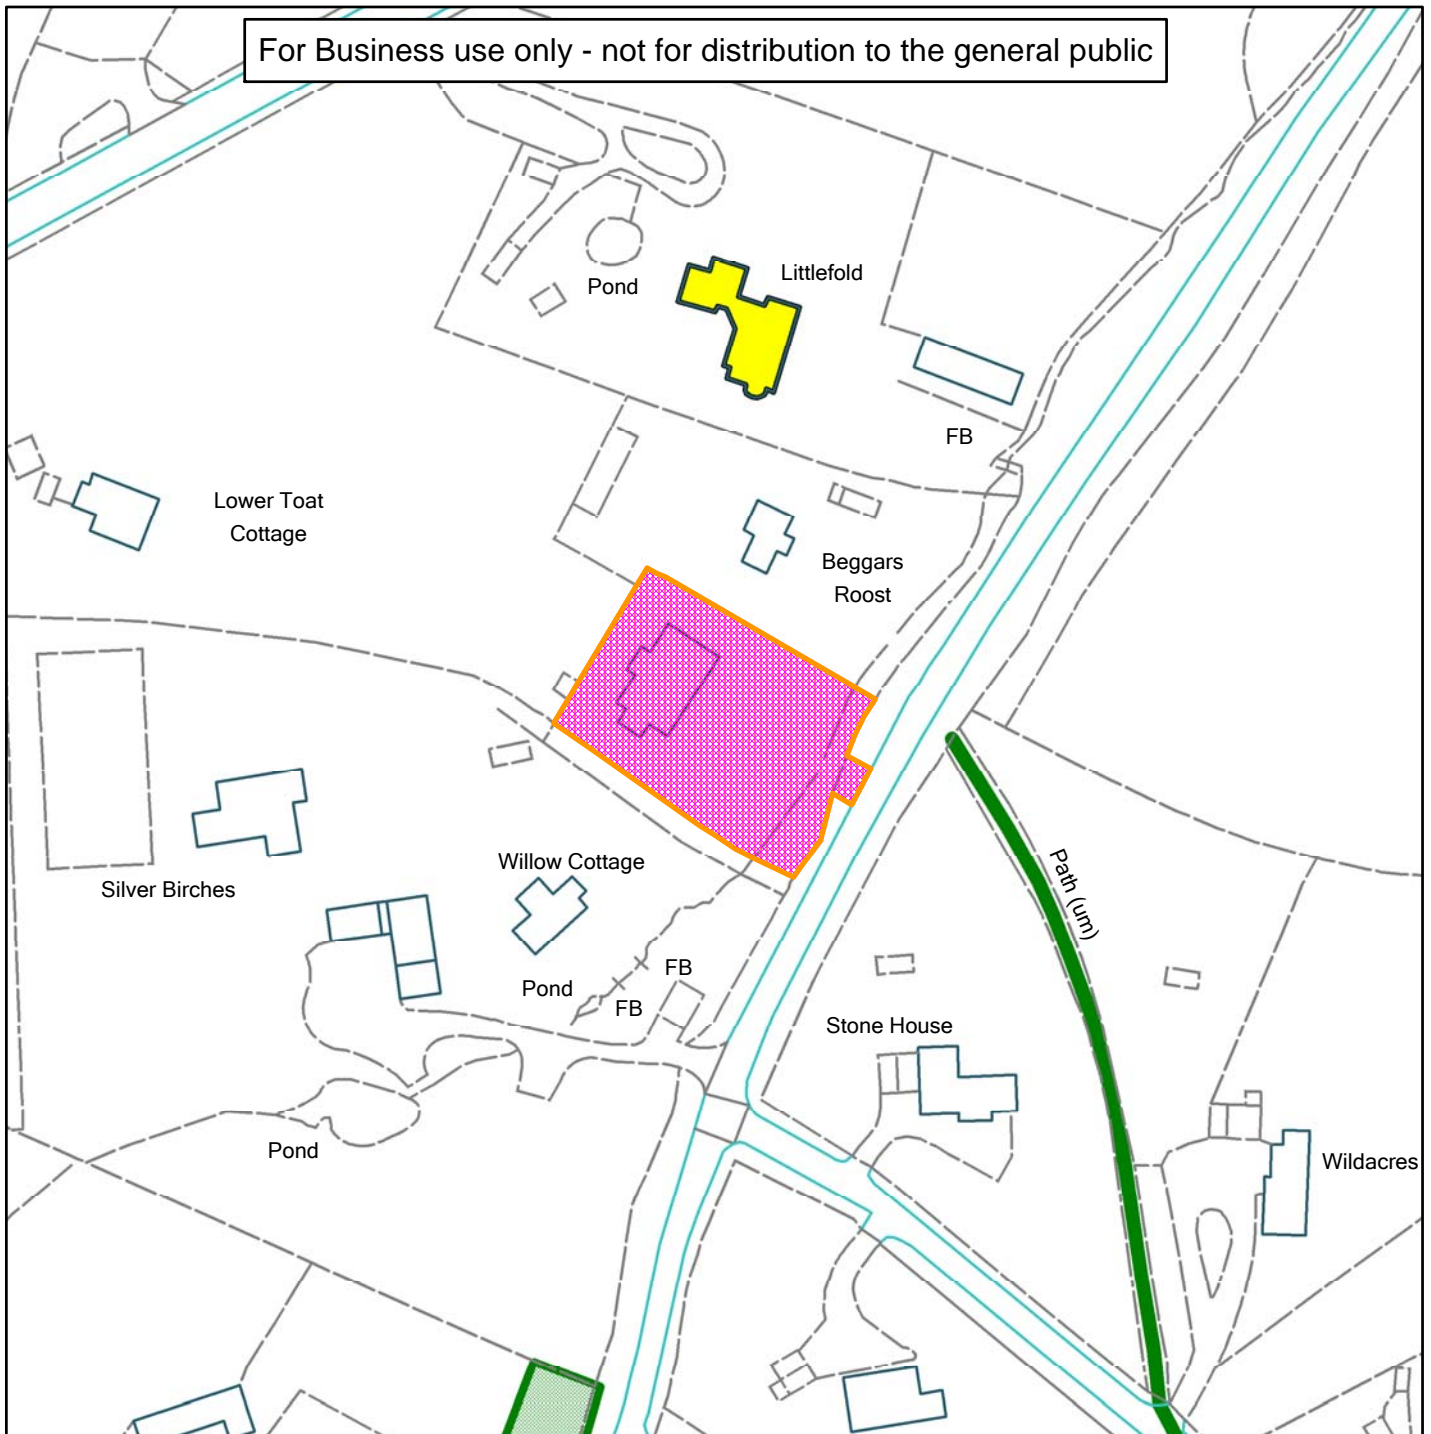 For Business use only - not for distribution to the general public
Littlefold
Pond
FB
Lower Toat
Cottage
Beggars
Roost
Willow Cottage
Silver Birches
Path (um)
FB
Pond
FB
Stone House
Pond
Wildacres